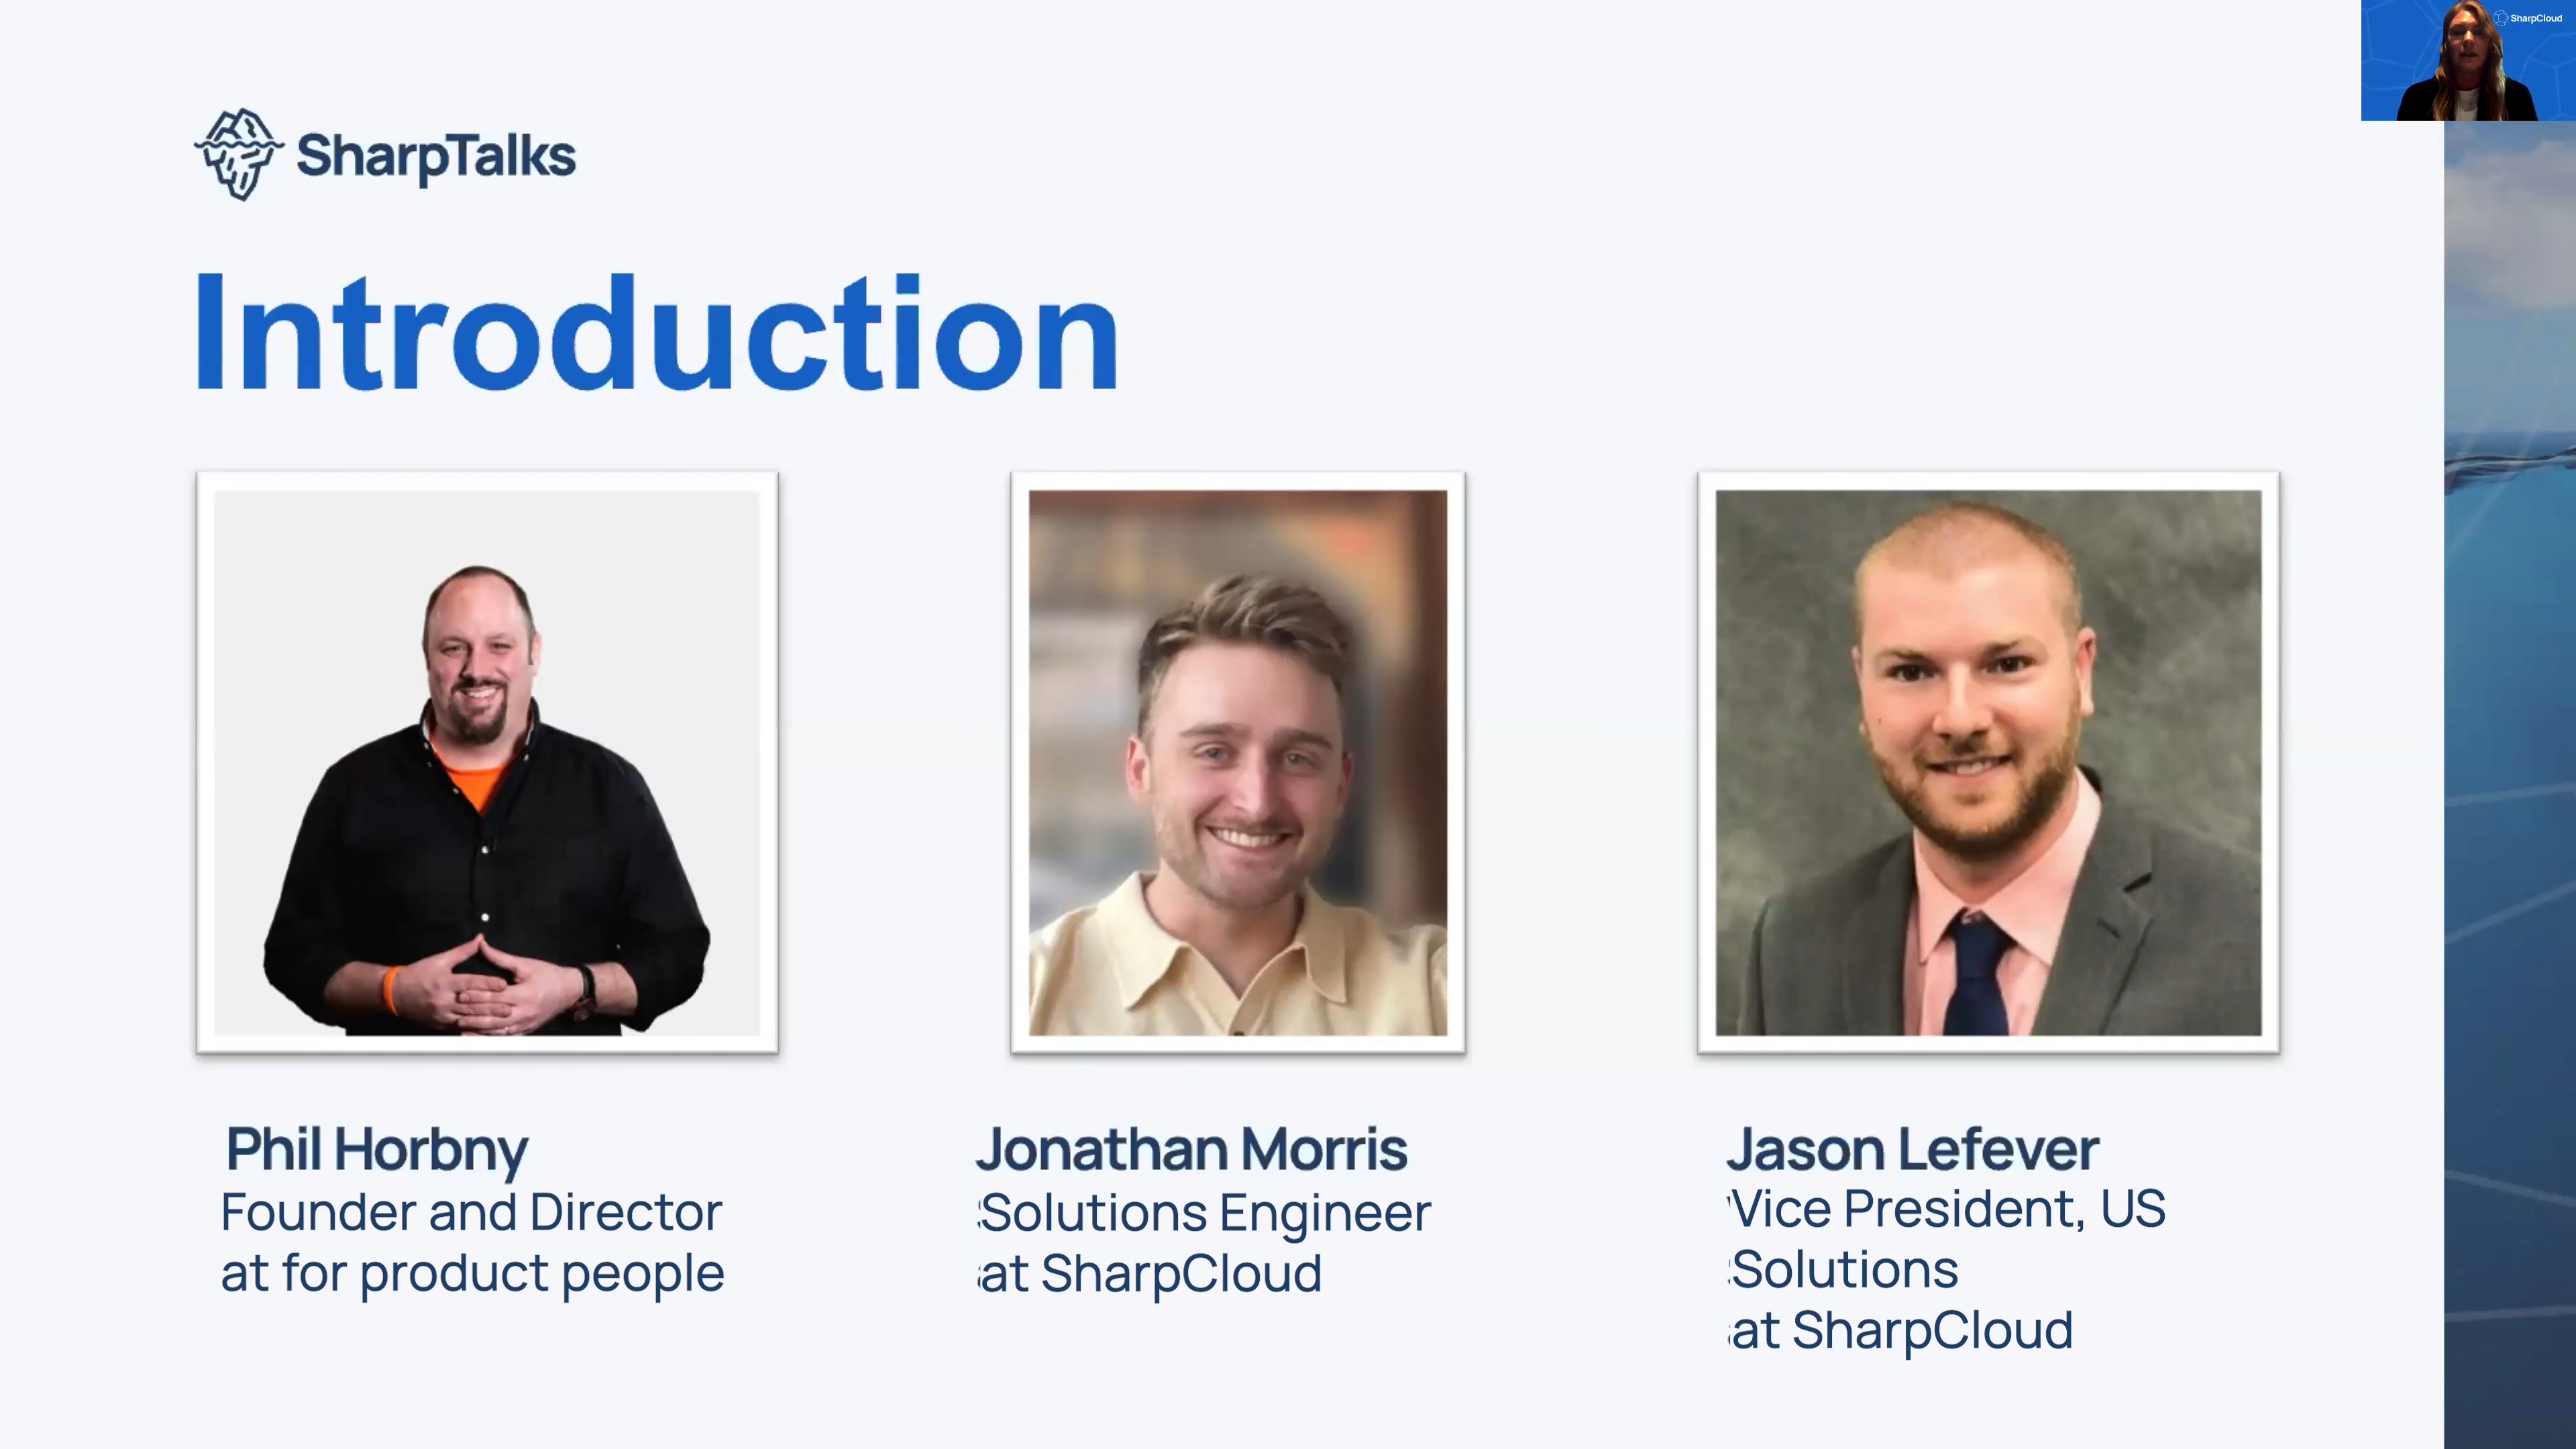 SharpCloud
SharpTalks
Introduction
Phil Horbny
Founder and Director
at for product people
Jonathan Morris
Solutions Engineer
at SharpCloud
Jason Lefever
Vice President, US
Solutions
at SharpCloud